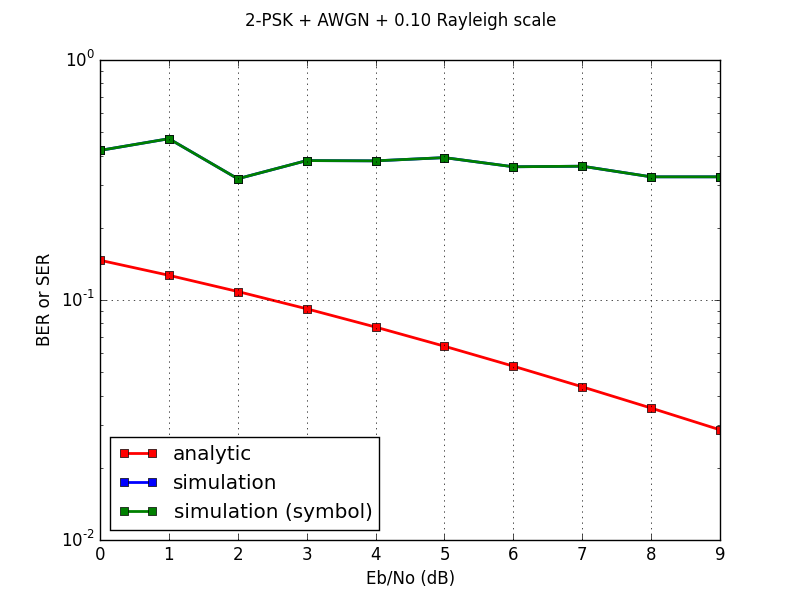 2-PSK + AWGN + 0.10 Rayleigh scale
10^0
10^-1
10^-2
BER or SER
analytic
simulation
simulation (symbol)
0 1 2 3 4 5 6 7 8 9
Eb/No (dB)